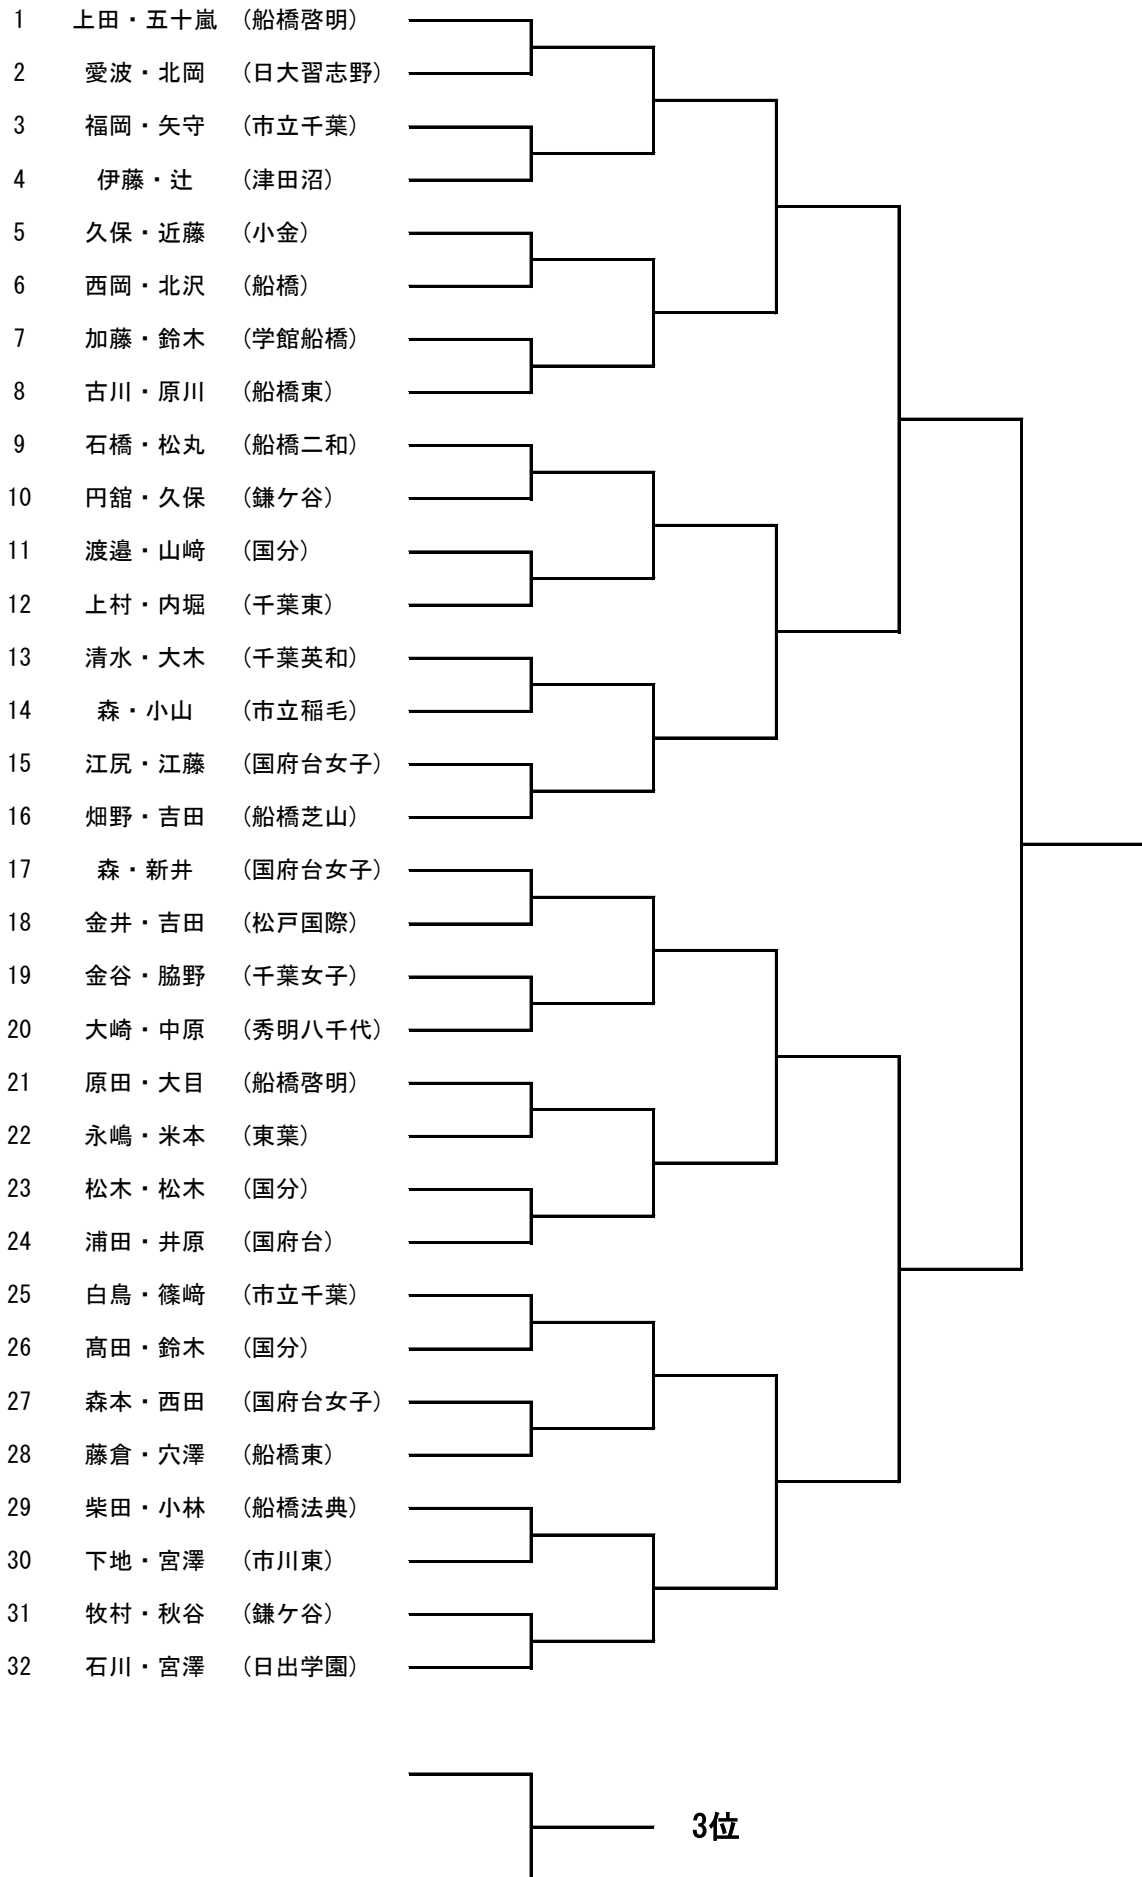 1 上田・五十嵐 (船橋啓明)
2 愛波・北岡 (日大習志野)
3 福岡・矢守 (市立千葉)
4 伊藤・辻 (津田沼)
5 久保・近藤 (小金)
6 西岡・北沢 (船橋)
7 加藤・鈴木 (学館船橋)
8 古川・原川 (船橋東)
9 石橋・松丸 (船橋二和)
10 円舘・久保 (鎌ケ谷)
11 渡邉・山﨑 (国分)
12 上村・内堀 (千葉東)
13 清水・大木 (千葉英和)
14 森・小山 (市立稲毛)
15 江尻・江藤 (国府台女子)
16 畑野・吉田 (船橋芝山)
17 森・新井 (国府台女子)
18 金井・吉田 (松戸国際)
19 金谷・脇野 (千葉女子)
20 大崎・中原 (秀明八千代)
21 原田・大目 (船橋啓明)
22 永嶋・米本 (東葉)
23 松木・松木 (国分)
24 浦田・井原 (国府台)
25 白鳥・篠﨑 (市立千葉)
26 髙田・鈴木 (国分)
27 森本・西田 (国府台女子)
28 藤倉・穴澤 (船橋東)
29 柴田・小林 (船橋法典)
30 下地・宮澤 (市川東)
31 牧村・秋谷 (鎌ケ谷)
32 石川・宮澤 (日出学園)
3位